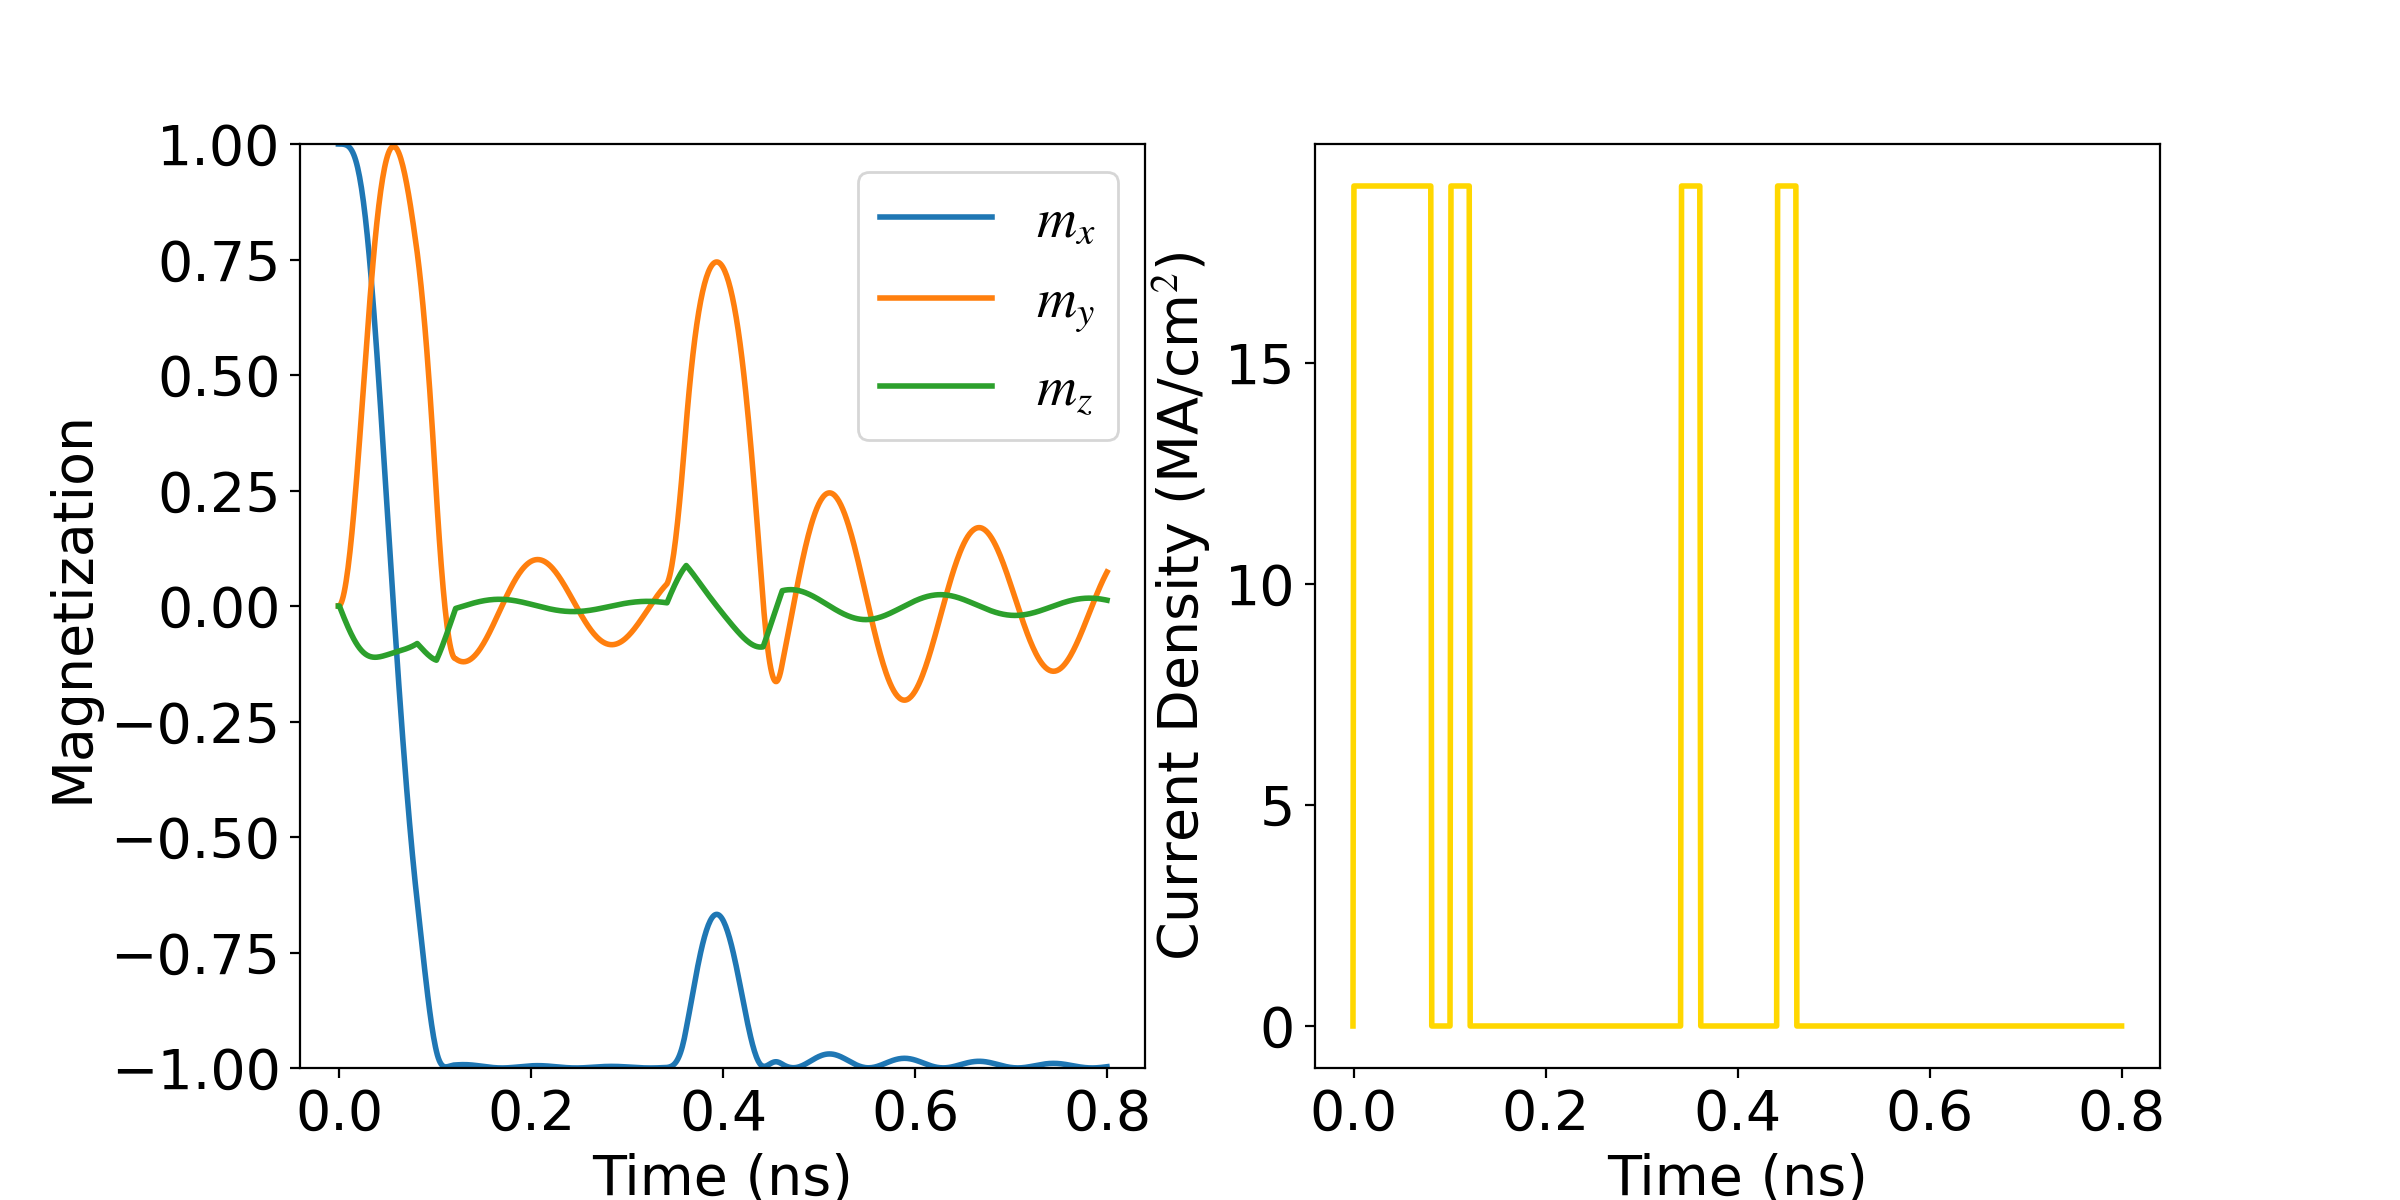 1.00
0.75
0.50
0.25
0.00
−0.25
−0.50
−0.75
−1.00
Magnetization
0.0 0.2 0.4 0.6 0.8
Time (ns)
m_x
m_y
m_z
15
10
5
0
Current Density (MA/cm²)
0.0 0.2 0.4 0.6 0.8
Time (ns)